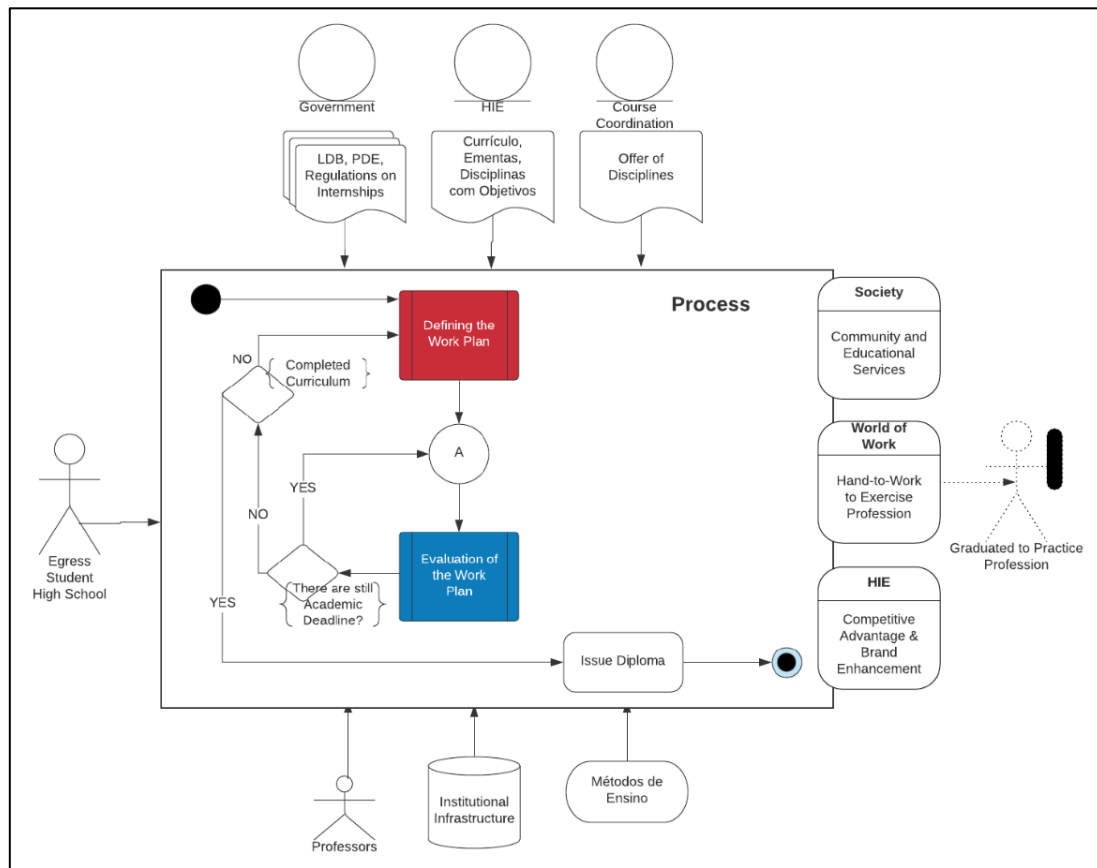 Government
HIE
Course
Coordination
LDB, PDE,
Regulations on
Internships
Currículo,
Ementas,
Disciplinas
com Objetivos
Offer of
Disciplines
Process
Defining the
Work Plan
NO
Completed
Curriculum
A
YES
NO
Evaluation of
the Work
Plan
There are still
Academic
Deadline?
YES
Issue Diploma
Egress
Student
High School
Society
Community and
Educational
Services
World of
Work
Hand-to-Work
to Exercise
Profession
HIE
Competitive
Advantage &
Brand
Enhancement
Graduated to Practice
Profession
Professors
Institutional
Infrastructure
Métodos de
Ensino